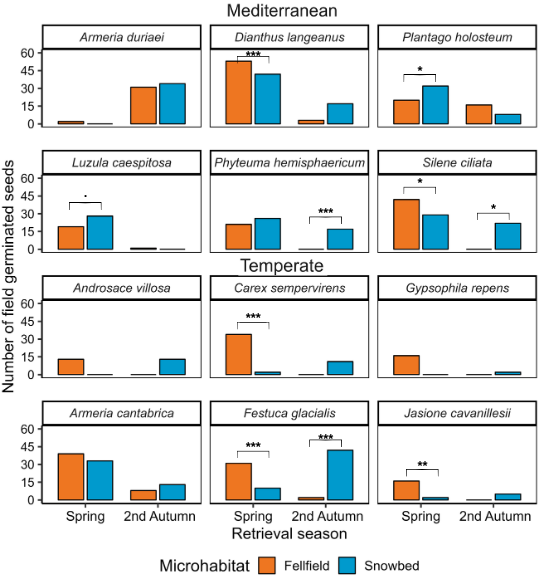 Mediterranean
Armeria duriaei
Dianthus langeanus
Plantago holosteum
60
45
30
15
0
***
*
Luzula caespitosa
Phyteuma hemisphaericum
Silene ciliata
60
45
30
15
0
.
***
*
*
Temperate
Androsace villosa
Carex sempervirens
Gypsophila repens
60
45
30
15
0
***
Armeria cantabrica
Festuca glacialis
Jasione cavanillesii
60
45
30
15
0
***
***
**
Number of field germinated seeds
Spring 2nd Autumn
Spring 2nd Autumn
Spring 2nd Autumn
Retrieval season
Microhabitat Fellfield Snowbed